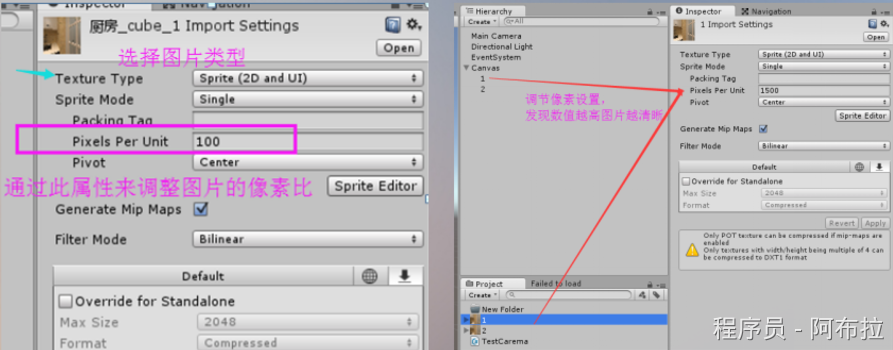 Inspector
Navigation
厨房_cube_1 Import Settings
Open
选择图片类型
Texture Type
Sprite (2D and UI)
Sprite Mode
Single
Packing Tag
Pixels Per Unit
100
Pivot
Center
通过此属性来调整图片的像素比
Sprite Editor
Generate Mip Maps
Filter Mode
Bilinear
Default
Override for Standalone
Max Size
2048
Format
Compressed
Hierarchy
Create
All
Main Camera
Directional Light
EventSystem
Canvas
1
2
调节像素设置，
发现数值越高图片越清晰
Project
Failed to load
Create
New Folder
1
2
TestCarema
Inspector
Navigation
1 Import Settings
Open
Texture Type
Sprite (2D and UI)
Sprite Mode
Single
Packing Tag
Pixels Per Unit
1500
Pivot
Center
Sprite Editor
Generate Mip Maps
Filter Mode
Bilinear
Default
Override for Standalone
Max Size
2048
Format
Compressed
Revert
Apply
Only POT texture can be compressed if mip-maps are
enabled
Only textures with width/height being multiple of 4 can
be compressed to DXT1 format
程序员 - 阿布拉